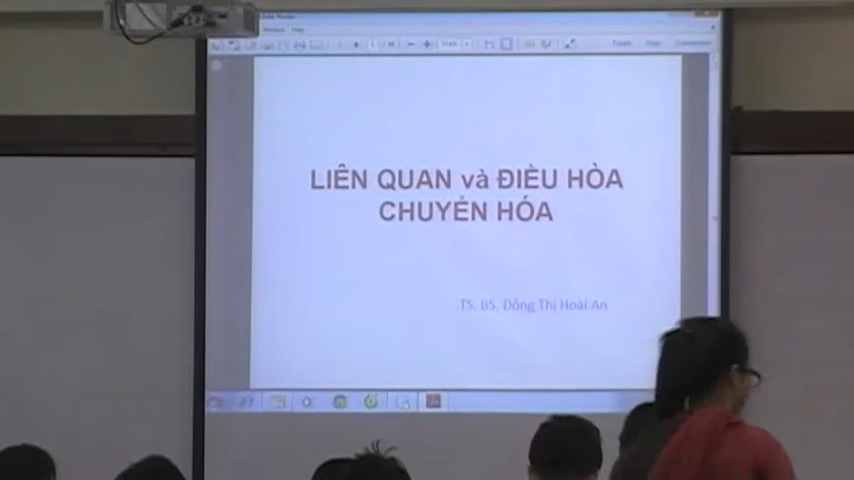 LIÊN QUAN và ĐIỀU HÒA
CHUYỂN HÓA
TS. BS. Đồng Thị Hoài An